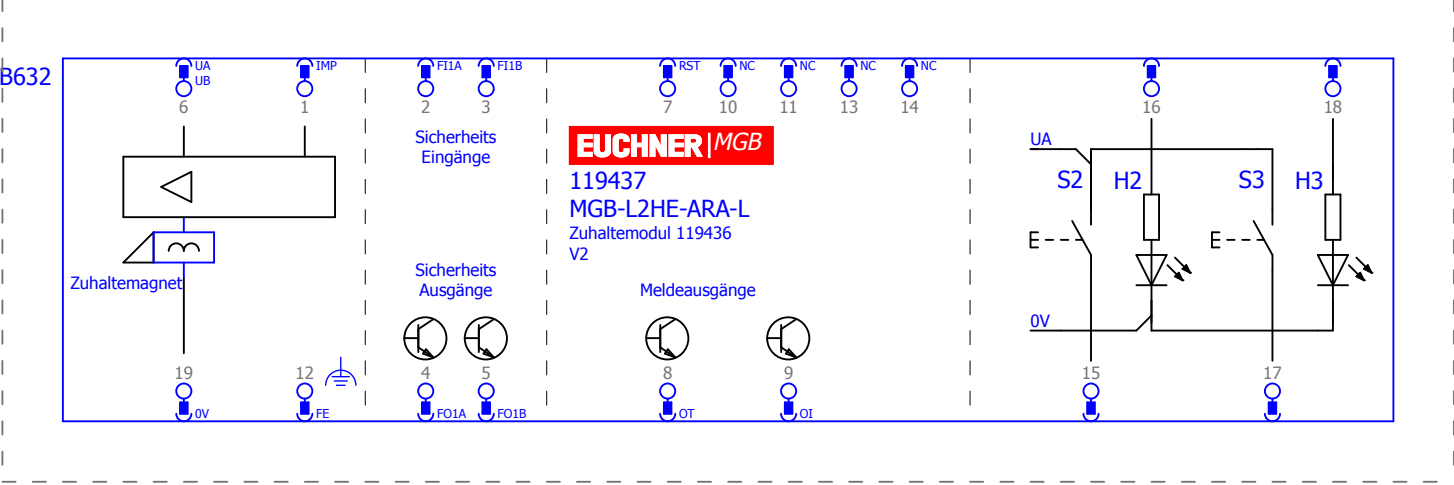 B632
UA
UB
IMP
FI1A
FI1B
RST
NC
NC
NC
NC
6
1
2
3
7
10
11
13
14
16
18
Sicherheits
Eingänge
EUCHNER|MGB
119437
MGB-L2HE-ARA-L
Zuhaltemodul 119436
V2
UA
S2
H2
S3
H3
Zuhaltemagnet
Sicherheits
Ausgänge
Meldeausgänge
0V
19
12
4
5
8
9
15
17
0V
FE
FO1A
FO1B
OT
OI